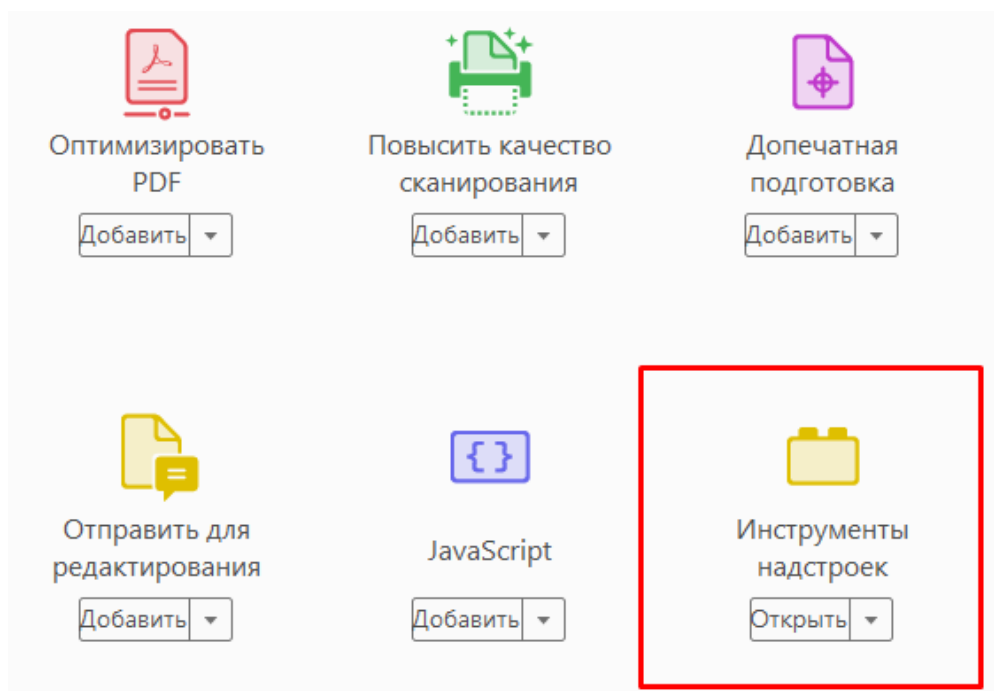 Оптимизировать
PDF
Добавить
Повысить качество
сканирования
Добавить
Допечатная
подготовка
Добавить
Отправить для
редактирования
Добавить
{}
JavaScript
Добавить
Инструменты
надстроек
Открыть